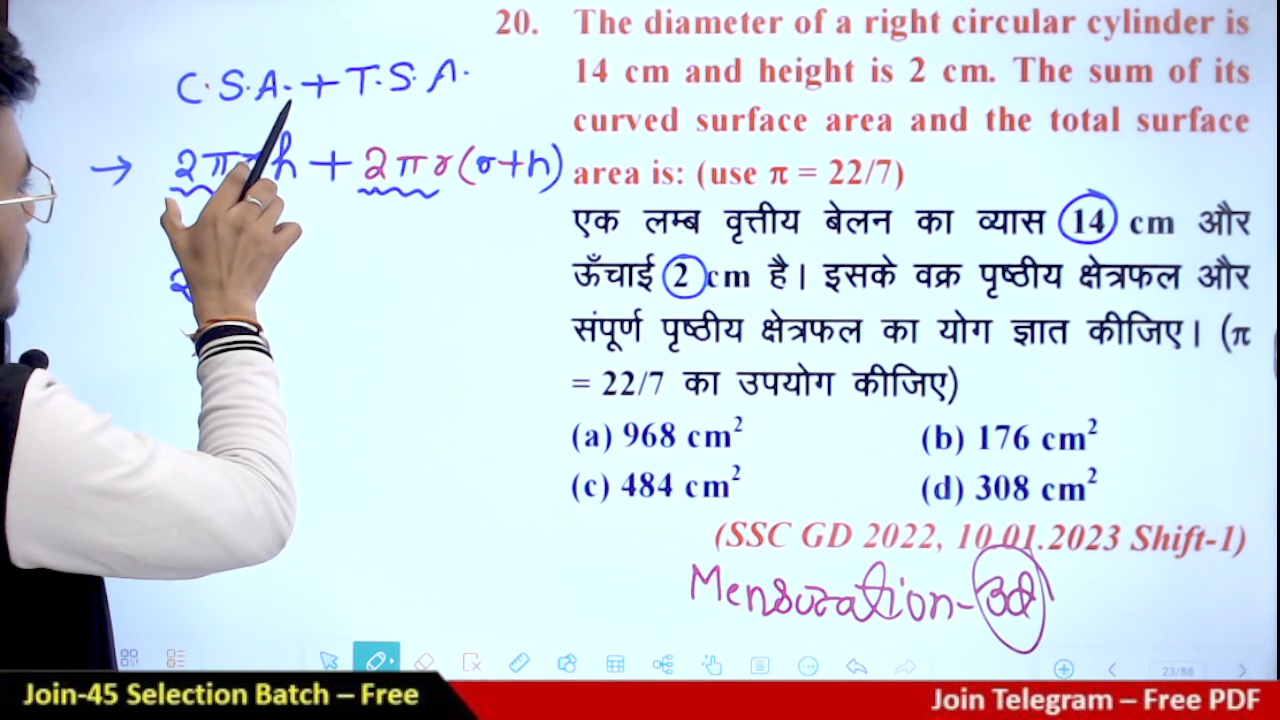 C.S.A. + T.S.A.
→ 2πrh + 2πr(r+h)
2
20. The diameter of a right circular cylinder is
14 cm and height is 2 cm. The sum of its
curved surface area and the total surface
area is: (use π = 22/7)
एक लम्ब वृत्तीय बेलन का व्यास 14 cm और
ऊँचाई 2 cm है। इसके वक्र पृष्ठीय क्षेत्रफल और
संपूर्ण पृष्ठीय क्षेत्रफल का योग ज्ञात कीजिए। (π
= 22/7 का उपयोग कीजिए)
(a) 968 cm² (b) 176 cm²
(c) 484 cm² (d) 308 cm²
(SSC GD 2022, 10.01.2023 Shift-1)
Mensuration-3d
23/68
Join-45 Selection Batch – Free
Join Telegram – Free PDF